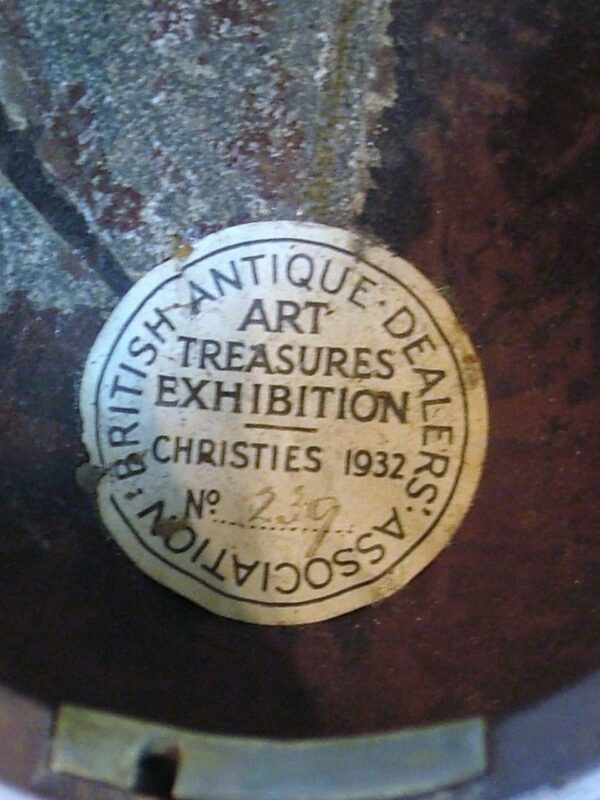 BRITISH·ANTIQUE·DEALERS'ASSOCIATION:
ART
TREASURES
EXHIBITION
CHRISTIES 1932
Nº 239